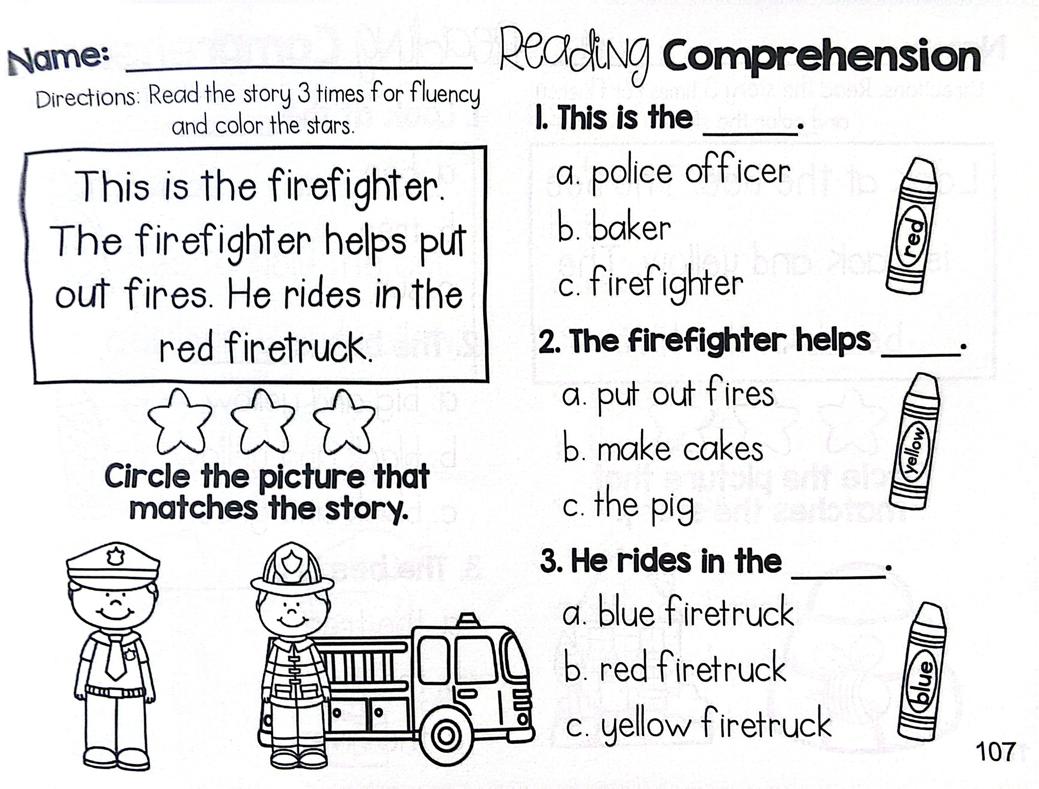 Name: Reading Comprehension
Directions: Read the story 3 times for fluency
and color the stars.
This is the firefighter.
The firefighter helps put
out fires. He rides in the
red firetruck.
Circle the picture that
matches the story.
1. This is the ______.
a. police officer
b. baker
c. firefighter
red
2. The firefighter helps _____.
a. put out fires
b. make cakes
c. the pig
yellow
3. He rides in the ______.
a. blue firetruck
b. red firetruck
c. yellow firetruck
blue
107